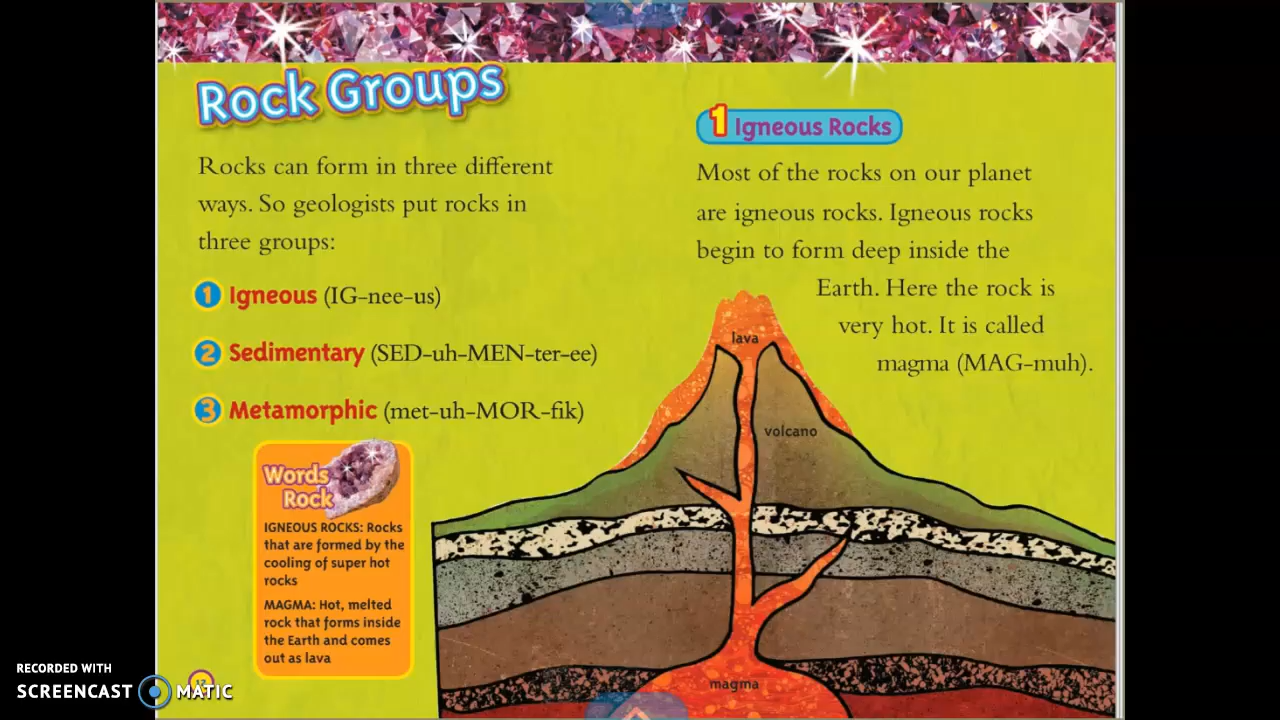 Rock Groups
Rocks can form in three different
ways. So geologists put rocks in
three groups:
1 Igneous (IG-nee-us)
2 Sedimentary (SED-uh-MEN-ter-ee)
3 Metamorphic (met-uh-MOR-fik)
Words
Rock
IGNEOUS ROCKS: Rocks
that are formed by the
cooling of super hot
rocks
MAGMA: Hot, melted
rock that forms inside
the Earth and comes
out as lava
1 Igneous Rocks
Most of the rocks on our planet
are igneous rocks. Igneous rocks
begin to form deep inside the
Earth. Here the rock is
very hot. It is called
magma (MAG-muh).
lava
volcano
magma
RECORDED WITH
SCREENCAST MATIC